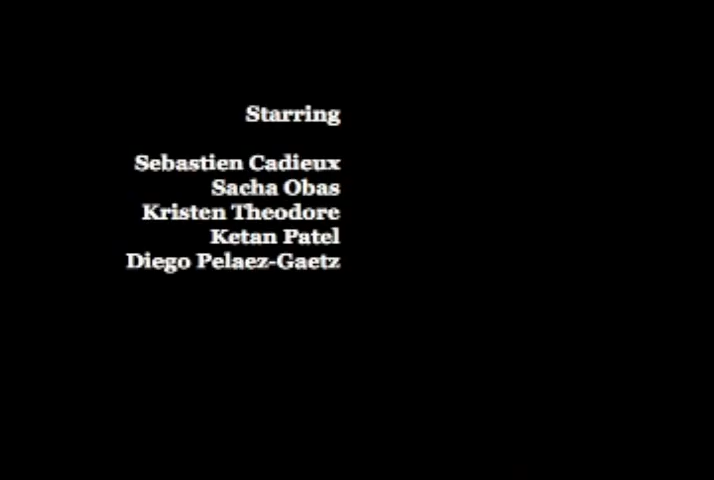 Starring
Sebastien Cadieux
Sacha Obas
Kristen Theodore
Ketan Patel
Diego Pelaez-Gaetz